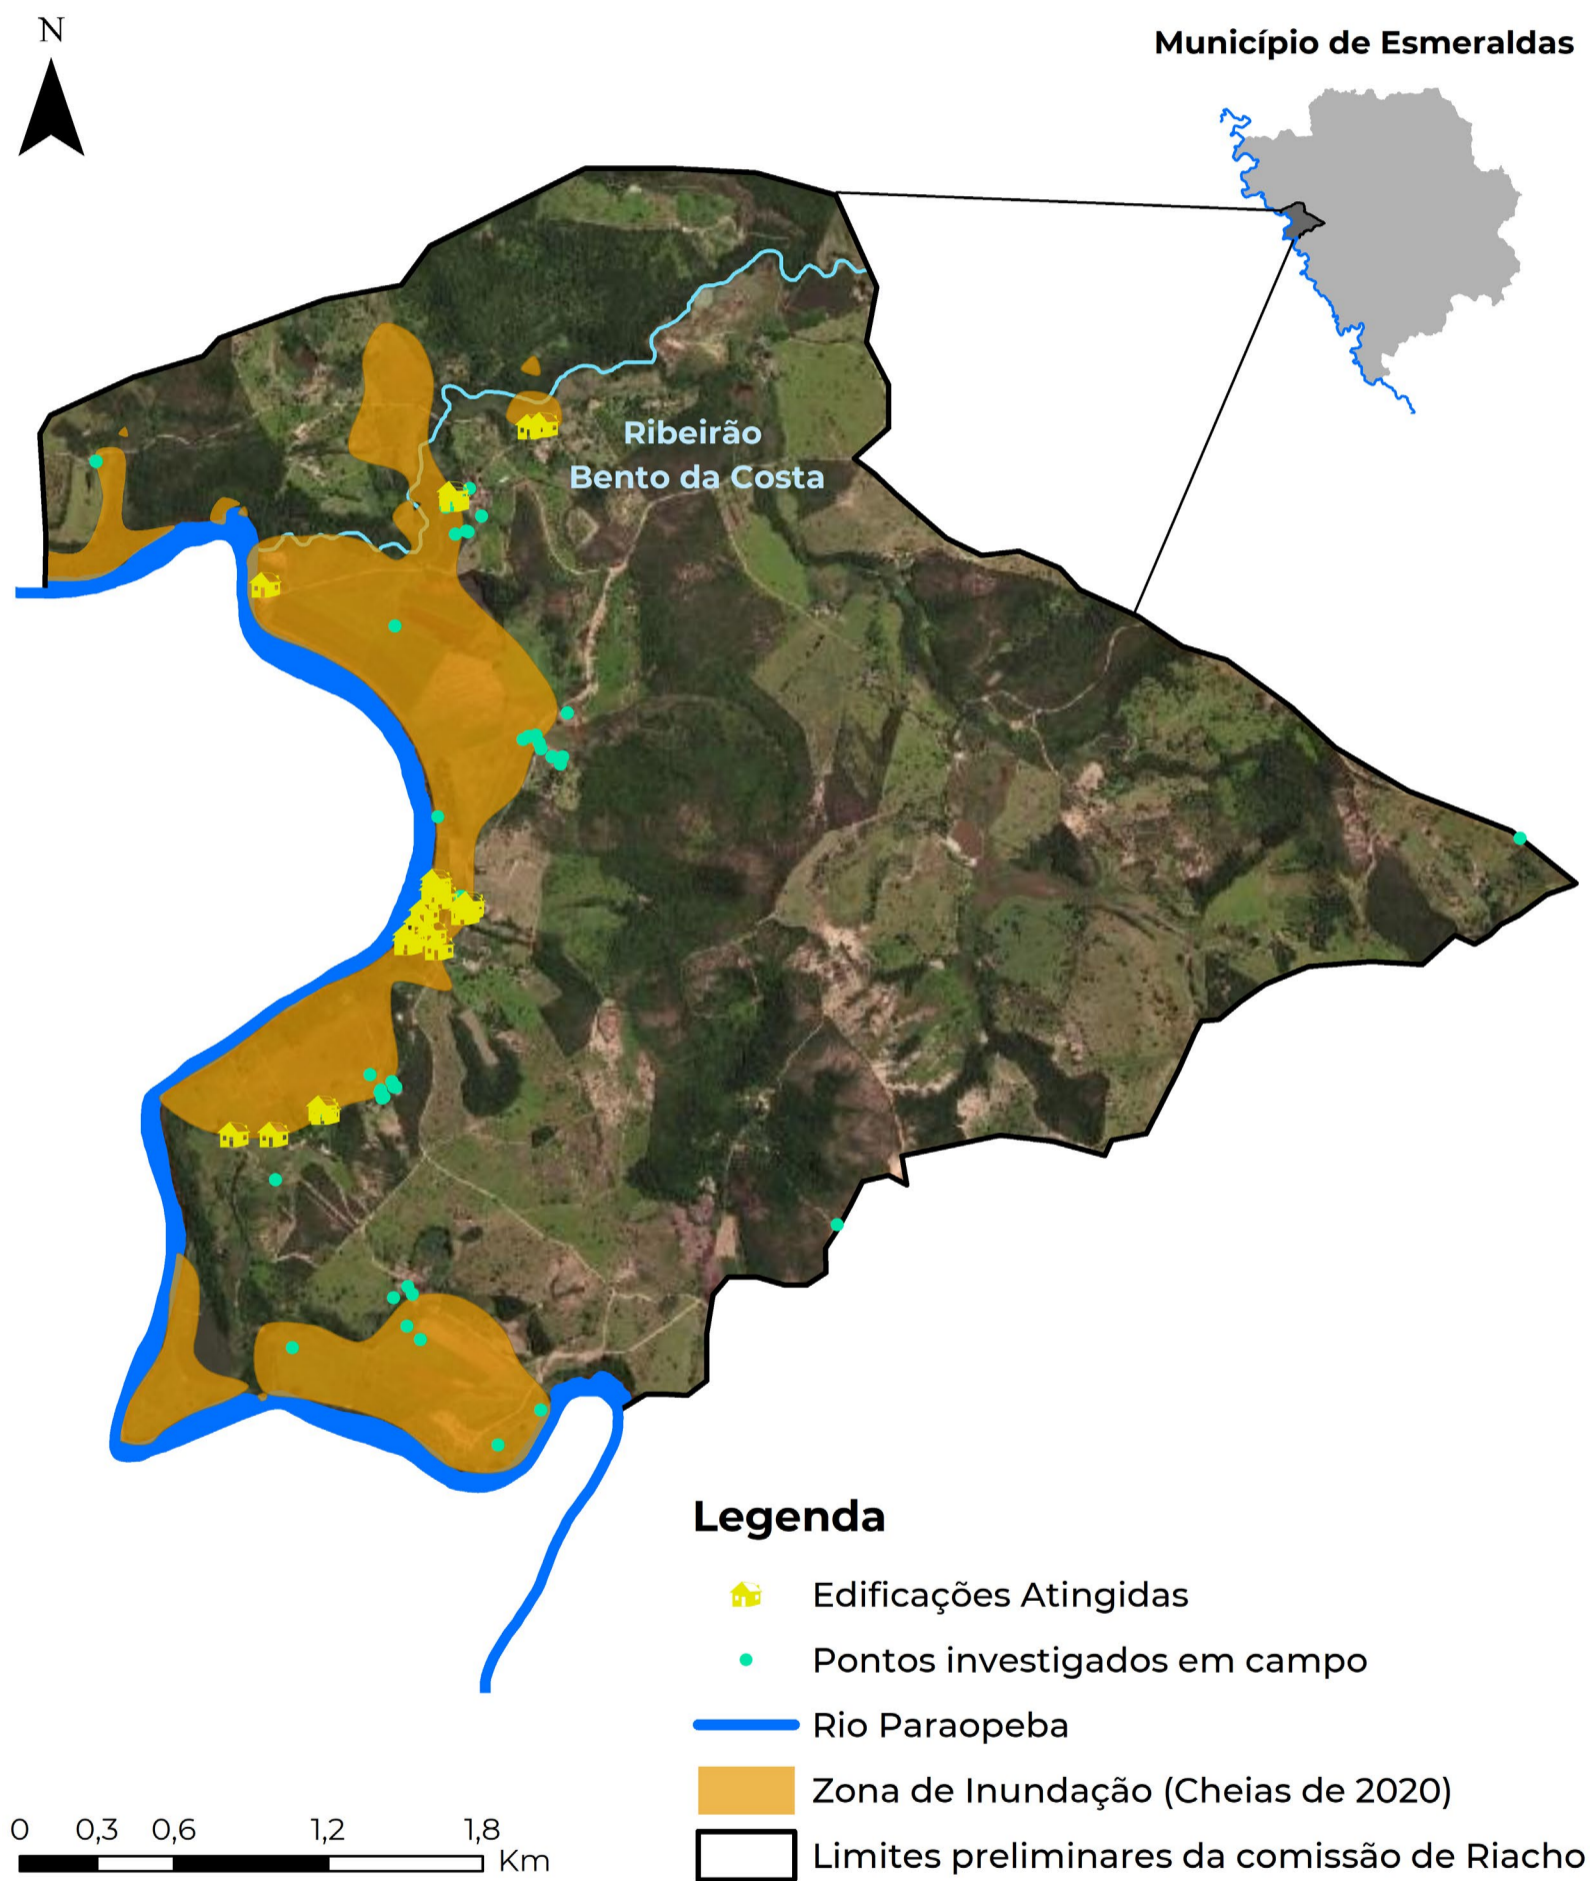 N
Município de Esmeraldas
Ribeirão
Bento da Costa
Legenda
Edificações Atingidas
Pontos investigados em campo
Rio Paraopeba
Zona de Inundação (Cheias de 2020)
Limites preliminares da comissão de Riacho
0 0,3 0,6 1,2 1,8
Km